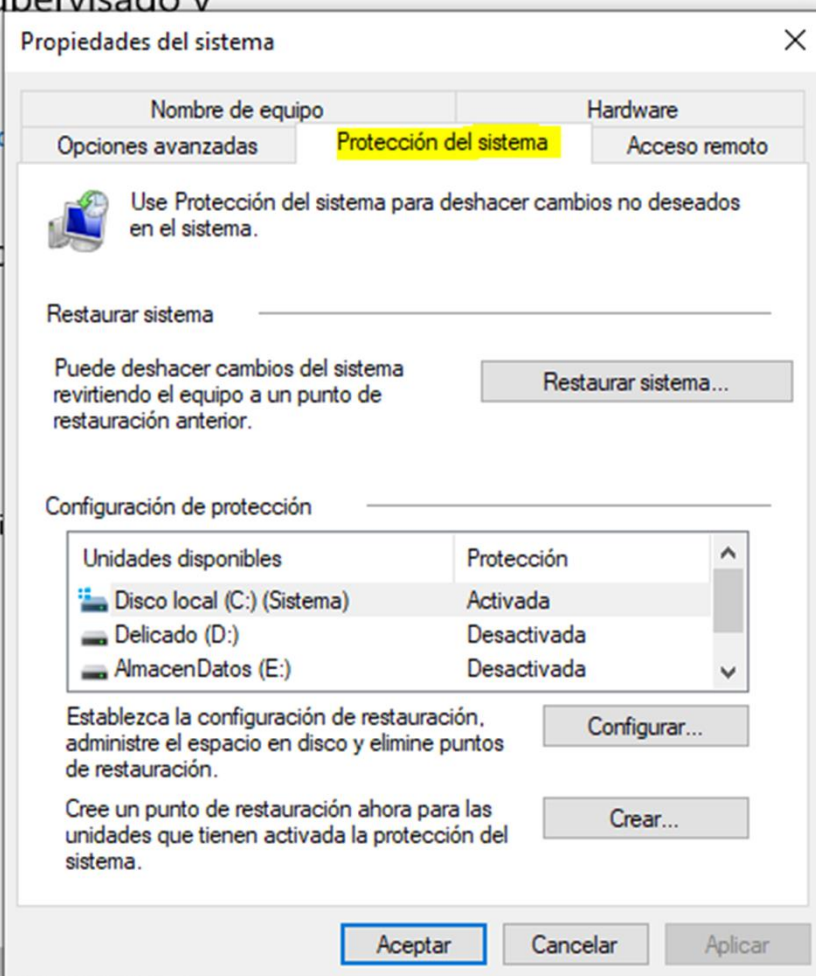 Propiedades del sistema
Nombre de equipo
Hardware
Opciones avanzadas
Protección del sistema
Acceso remoto
Use Protección del sistema para deshacer cambios no deseados
en el sistema.
Restaurar sistema
Puede deshacer cambios del sistema
revirtiendo el equipo a un punto de
restauración anterior.
Restaurar sistema...
Configuración de protección
Unidades disponibles
Protección
Disco local (C:) (Sistema)
Activada
Delicado (D:)
Desactivada
AlmacenDatos (E:)
Desactivada
Establezca la configuración de restauración,
administre el espacio en disco y elimine puntos
de restauración.
Configurar...
Cree un punto de restauración ahora para las
unidades que tienen activada la protección del
sistema.
Crear...
Aceptar
Cancelar
Aplicar